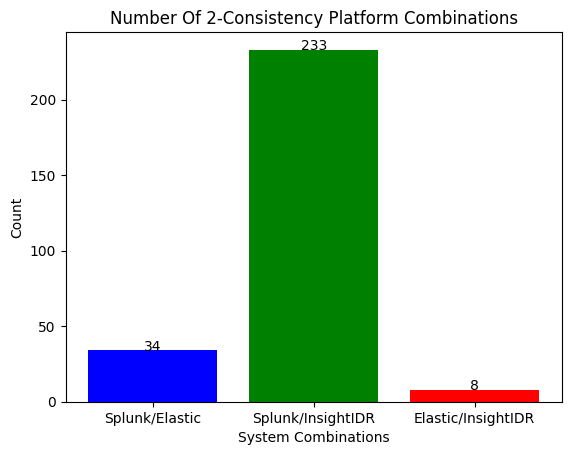 Number Of 2-Consistency Platform Combinations
233
200
150
Count
100
50
34
8
0
Splunk/Elastic Splunk/InsightIDR Elastic/InsightIDR
System Combinations